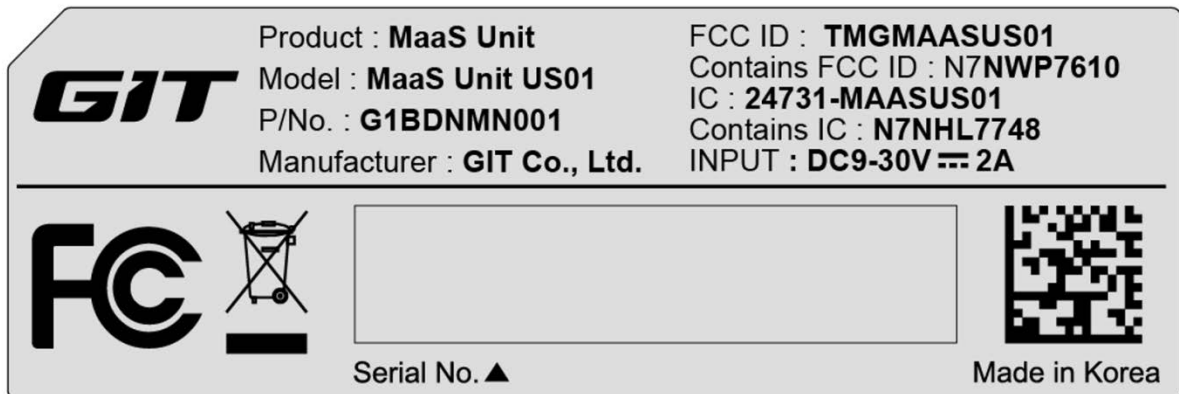 GIT
Product : MaaS Unit
Model : MaaS Unit US01
P/No. : G1BDNMN001
Manufacturer : GIT Co., Ltd.
FCC ID : TMGMAASUS01
Contains FCC ID : N7NWP7610
IC : 24731-MAASUS01
Contains IC : N7NHL7748
INPUT : DC9-30V ⎓ 2A
FC
Serial No. ▲
Made in Korea